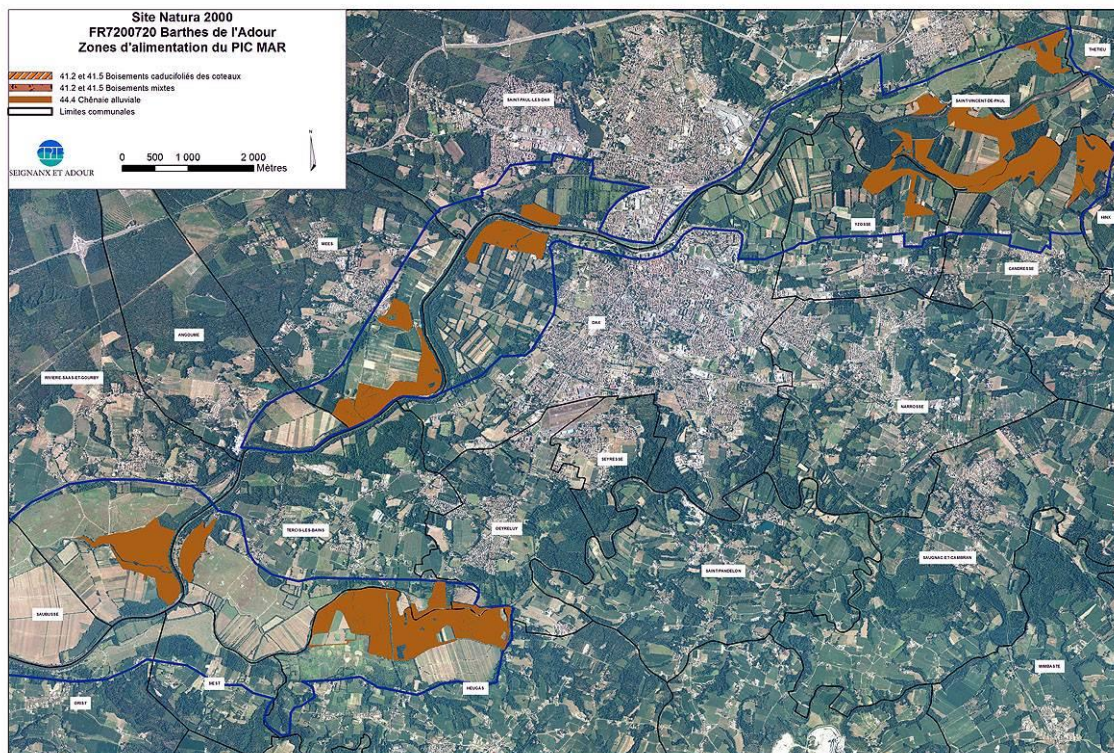 Site Natura 2000
FR7200720 Barthes de l'Adour
Zones d'alimentation du PIC MAR
41.2 et 41.5 Boisements caducifoliés des coteaux
41.2 et 41.5 Boisements mixtes
44.4 Chênaie alluviale
Limites communales
CPIE
SEIGNANX ET ADOUR
N
0 500 1 000 2 000
Mètres
THETIEU
SAINT-PAUL-LES-DAX
SAINT-VINCENT-DE-PAUL
HINX
YZOSSE
MEES
CANDRESSE
DAX
ANGOUME
RIVIERE-SAAS-ET-GOURBY
NARROSSE
SEYRESSE
TERCIS-LES-BAINS
OEYRELUY
SAUGNAC-ET-CAMBRAN
SAINT-PANDELON
SAUBUSSE
MIMBASTE
SIEST
HEUGAS
ORIST